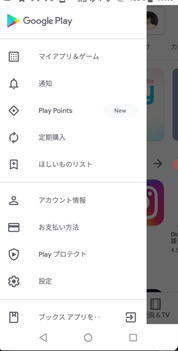 Google Play
マイアプリ＆ゲーム
通知
Play Points
New
定期購入
ほしいものリスト
アカウント情報
お支払い方法
Play プロテクト
設定
ブックス アプリを‥